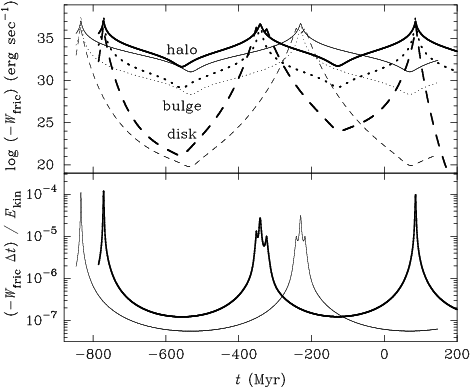 log (−W_fric) (erg sec⁻¹)
35
30
25
20
halo
bulge
disk
(−W_fric Δt) / E_kin
10⁻⁴
10⁻⁵
10⁻⁶
10⁻⁷
−800 −600 −400 −200 0 200
t (Myr)